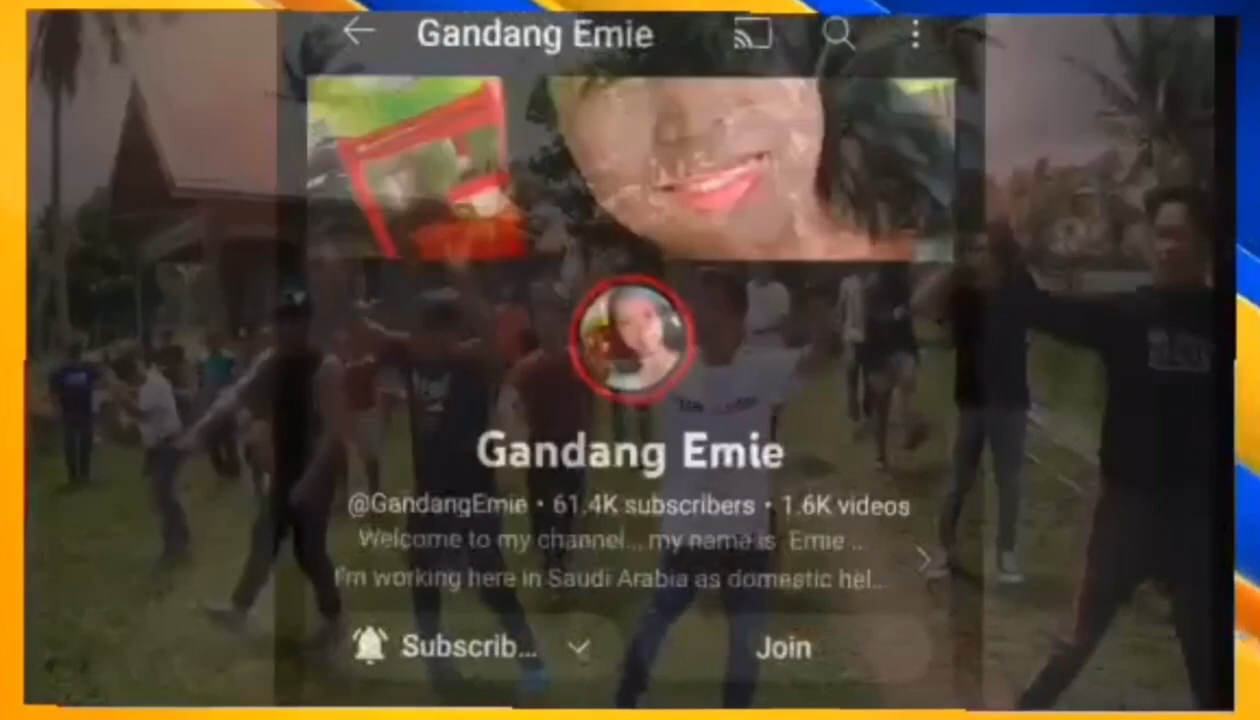 Gandang Emie
Gandang Emie
@GandangEmie • 61.4K subscribers • 1.6K videos
Welcome to my channel... my name is Emie ...
I'm working here in Saudi Arabia as domestic hel...
Subscrib...
Join